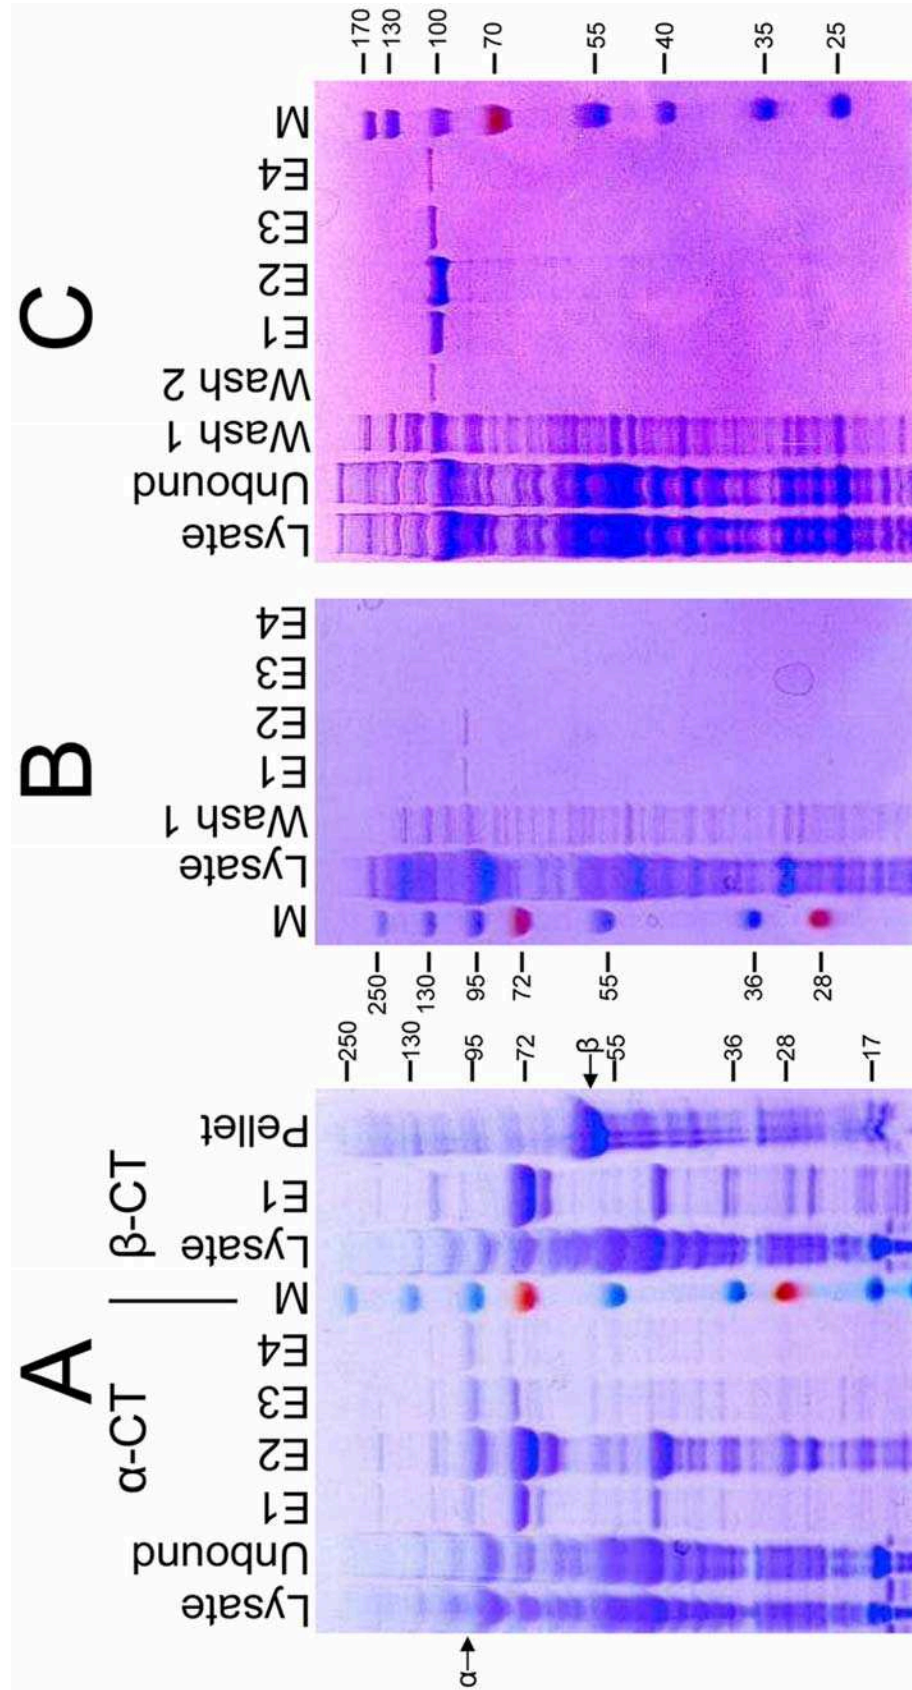 A
α-CT
β-CT
Lysate
Unbound
E1
E2
E3
E4
M
Lysate
E1
Pellet
α
250
130
95
72
β
55
36
28
17
B
M
Lysate
Wash 1
E1
E2
E3
E4
250
130
95
72
55
36
28
C
Lysate
Unbound
Wash 1
Wash 2
E1
E2
E3
E4
M
170
130
100
70
55
40
35
25